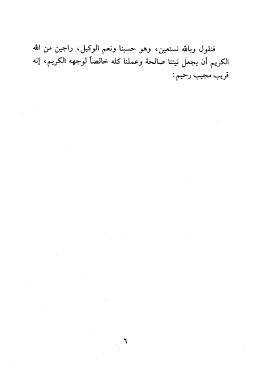 فنقول وبالله نستعين، وهو حسبنا ونعم الوكيل، راجين من الله
الكريم أن يجعل نيتنا صالحة وعملنا كله خالصاً لوجهه الكريم، إنه
قريب مجيب رحيم:
٦